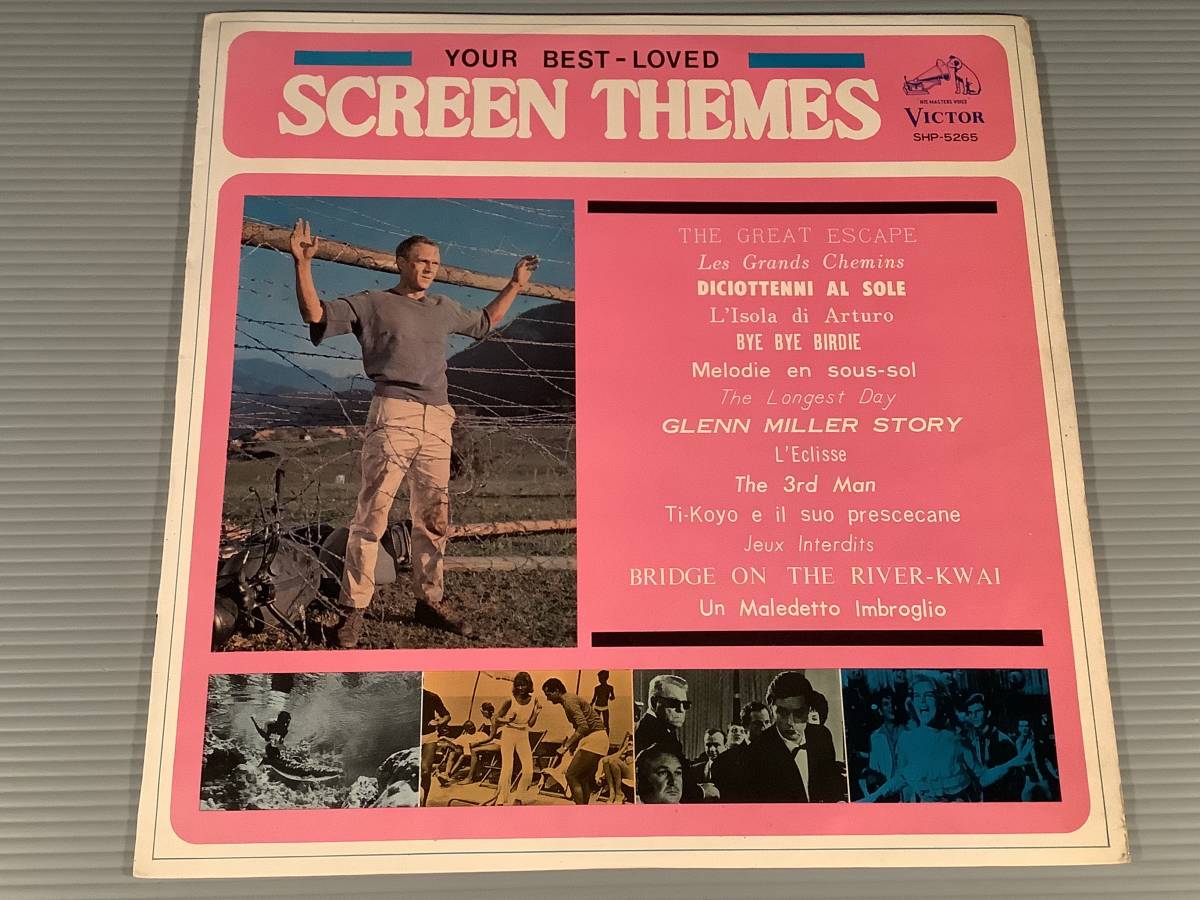 YOUR BEST-LOVED
SCREEN THEMES
HIS MASTERS VOICE
VICTOR
SHP-5265
THE GREAT ESCAPE
Les Grands Chemins
DICIOTTENNI AL SOLE
L'Isola di Arturo
BYE BYE BIRDIE
Melodie en sous-sol
The Longest Day
GLENN MILLER STORY
L'Eclisse
The 3rd Man
Ti-Koyo e il suo prescecane
Jeux Interdits
BRIDGE ON THE RIVER-KWAI
Un Maledetto Imbroglio